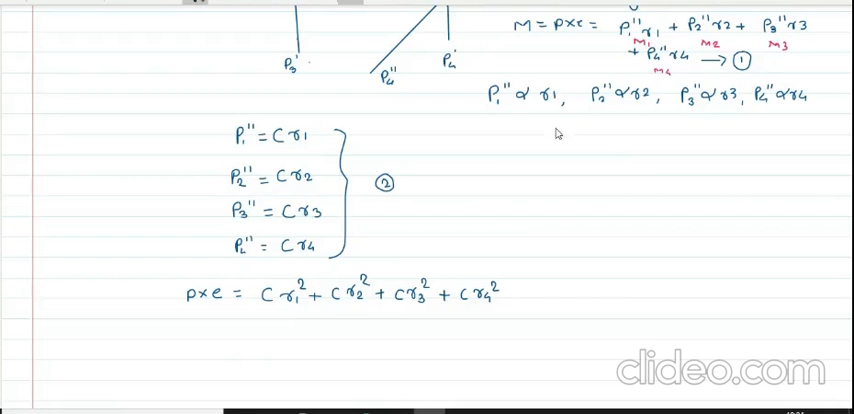 M = P×e = P₁''r1 + P₂''r2 + P₃''r3
M1 M2 M3
+ P₄''r4 → ①
M4
P₁'' ∝ r1, P₂'' ∝ r2, P₃'' ∝ r3, P₄'' ∝ r4
P₃'
P₄''
P₄'
P₁'' = C r1
P₂'' = C r2
P₃'' = C r3
P₄'' = C r4
②
P×e = C r₁² + C r₂² + C r₃² + C r₄²
clideo.com